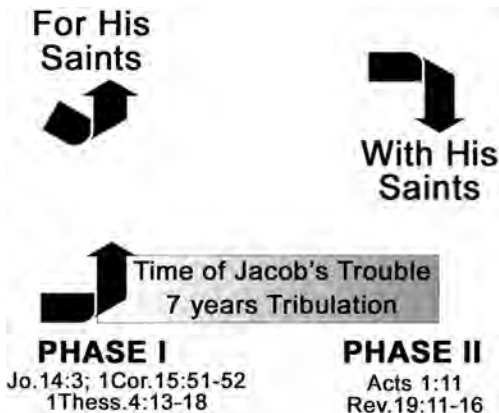 For His
Saints
With His
Saints
Time of Jacob's Trouble
7 years Tribulation
PHASE I
Jo.14:3; 1Cor.15:51-52
1Thess.4:13-18
PHASE II
Acts 1:11
Rev.19:11-16